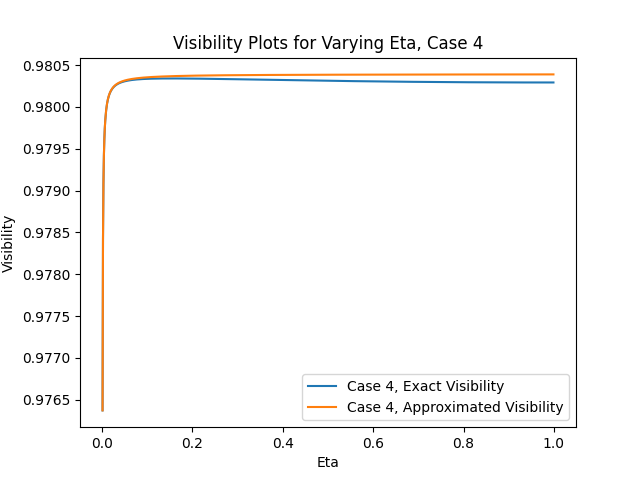 Visibility Plots for Varying Eta, Case 4
0.9805
0.9800
0.9795
0.9790
0.9785
0.9780
0.9775
0.9770
0.9765
Visibility
Case 4, Exact Visibility
Case 4, Approximated Visibility
0.0 0.2 0.4 0.6 0.8 1.0
Eta